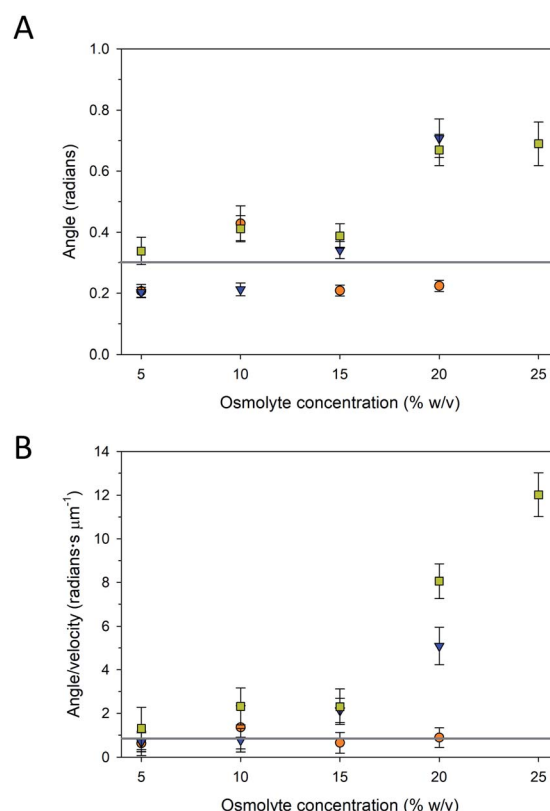 A
1.0
0.8
0.6
0.4
0.2
0.0
Angle (radians)
5 10 15 20 25
Osmolyte concentration (% w/v)
B
14
12
10
8
6
4
2
0
Angle/velocity (radians·s μm⁻¹)
5 10 15 20 25
Osmolyte concentration (% w/v)